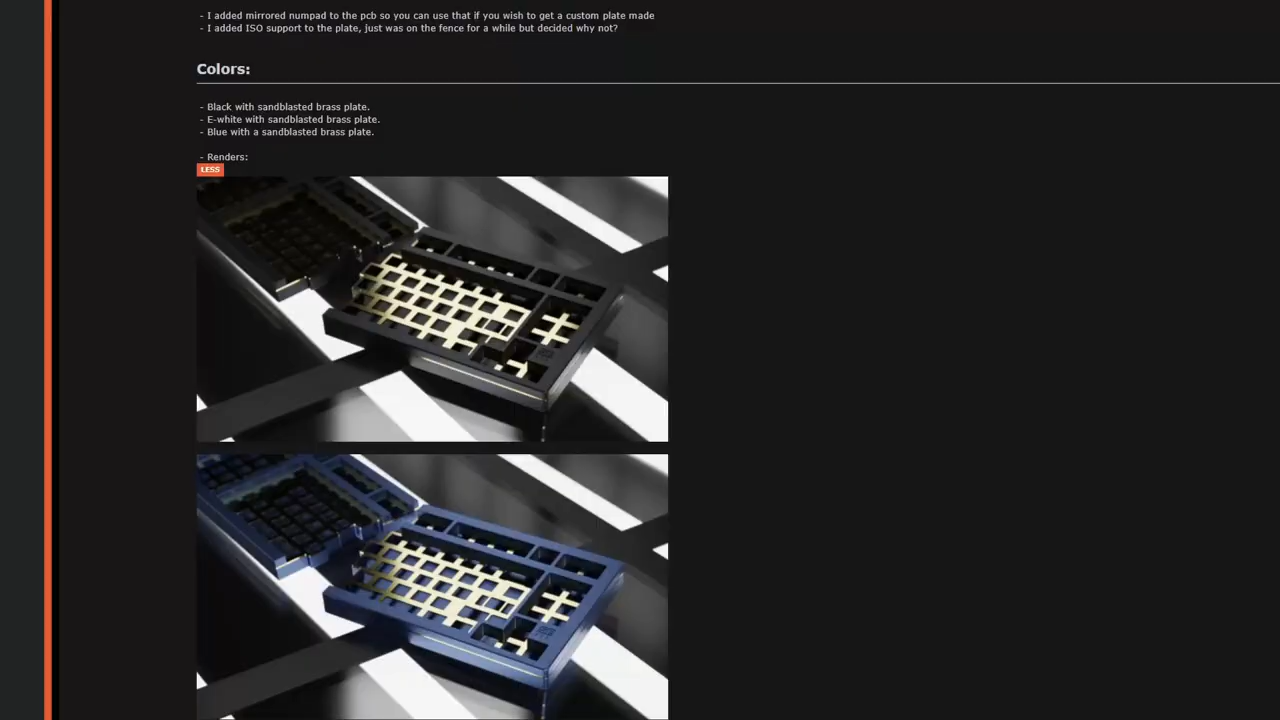 - I added mirrored numpad to the pcb so you can use that if you wish to get a custom plate made
- I added ISO support to the plate, just was on the fence for a while but decided why not?
Colors:
- Black with sandblasted brass plate.
- E-white with sandblasted brass plate.
- Blue with a sandblasted brass plate.
- Renders:
LESS